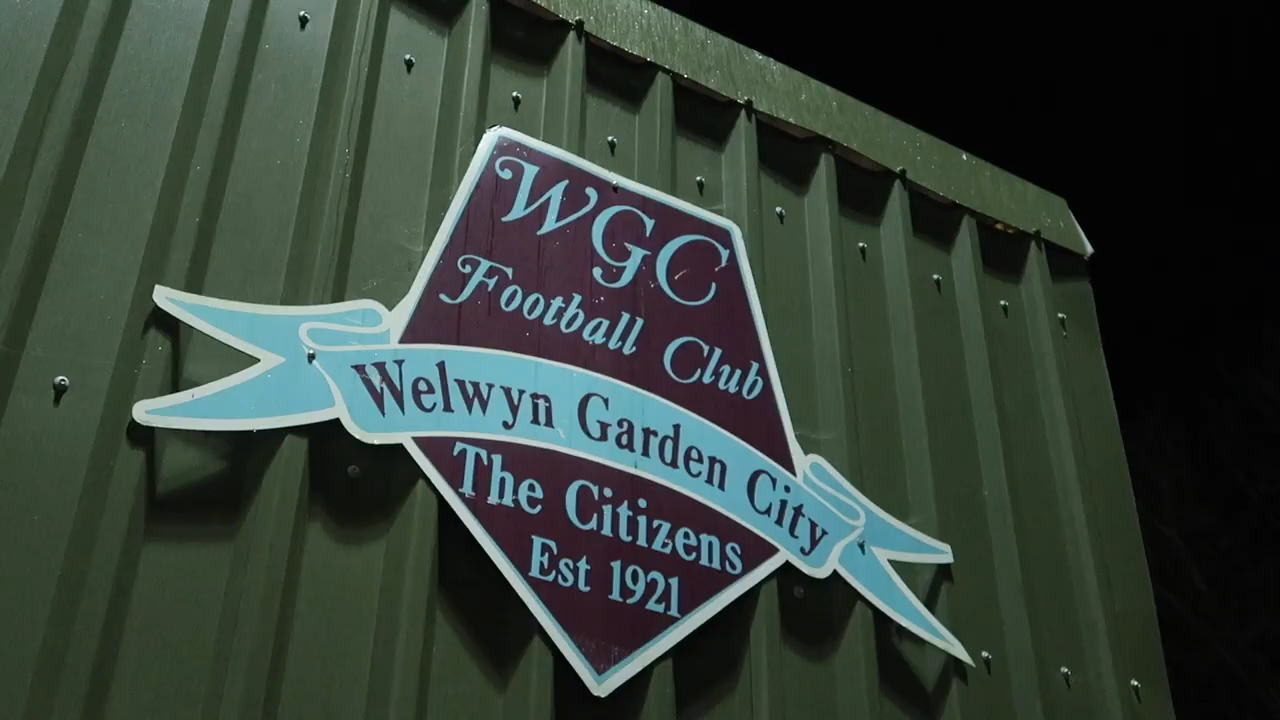 WGC
Football Club
Welwyn Garden City
The Citizens
Est 1921